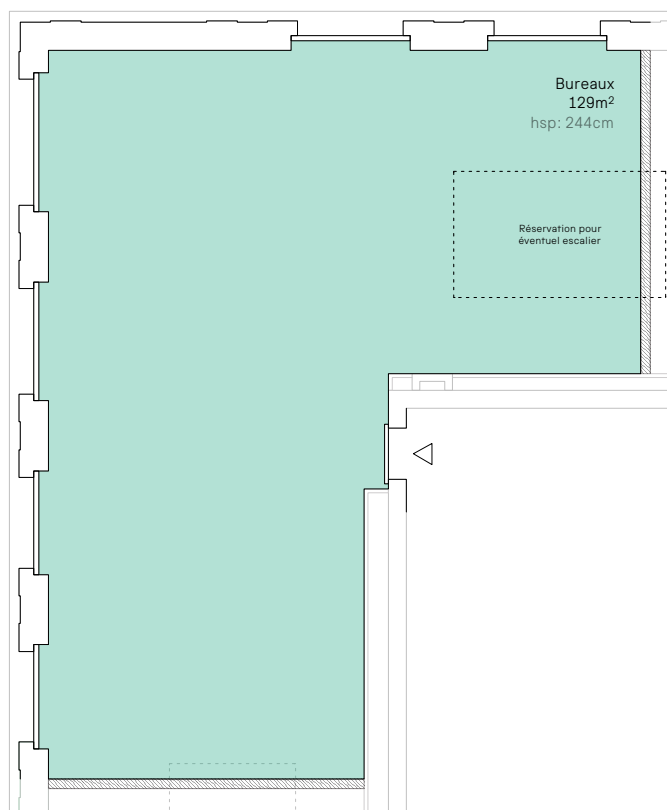 Bureaux
129m²
hsp: 244cm
Réservation pour
éventuel escalier